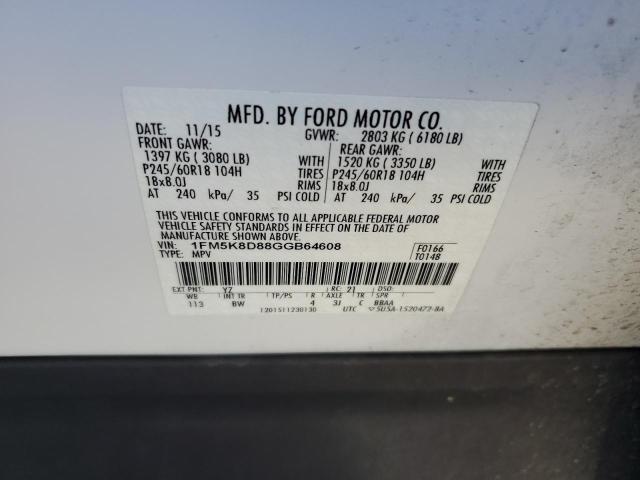 MFD. BY FORD MOTOR CO.
DATE: 11/15 GVWR: 2803 KG ( 6180 LB)
FRONT GAWR: REAR GAWR:
1397 KG ( 3080 LB) WITH 1520 KG ( 3350 LB) WITH
P245/60R18 104H TIRES P245/60R18 104H TIRES
18x8.0J RIMS 18x8.0J RIMS
AT 240 kPa/ 35 PSI COLD AT 240 kPa/ 35 PSI COLD
THIS VEHICLE CONFORMS TO ALL APPLICABLE FEDERAL MOTOR
VEHICLE SAFETY STANDARDS IN EFFECT ON THE DATE OF
MANUFACTURE SHOWN ABOVE.
VIN: 1FM5K8D88GGB64608 F0166
TYPE: MPV T0148
EXT PNT: YZ RC: 21 DSO:
WB INT TR TP/PS R AXLE TR SPR
113 BW 4 3J C BBAA
1201511230130 UTC 5U5A-1520472-BA